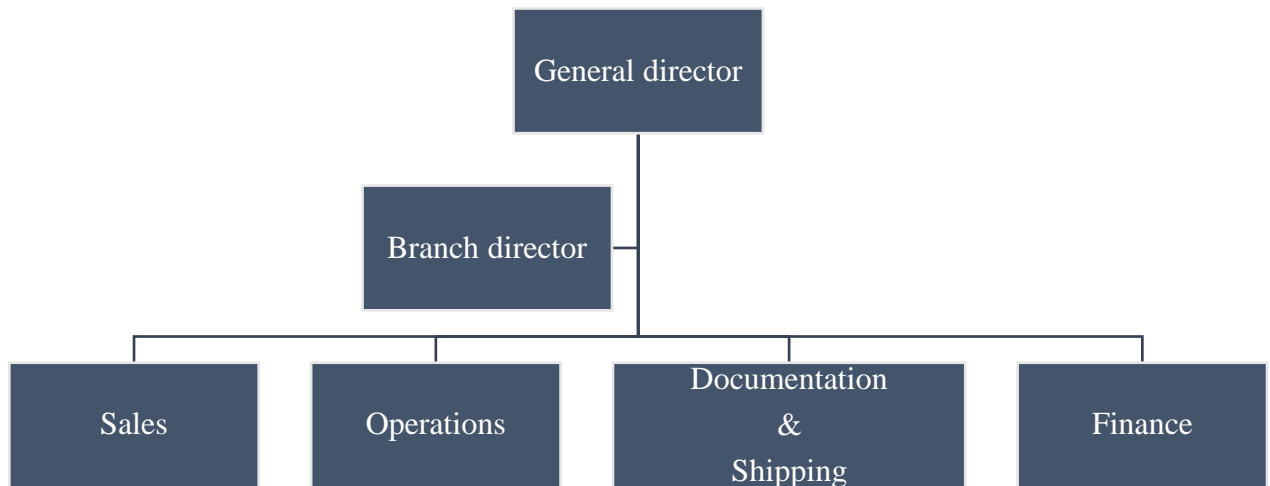 General director
Branch director
Sales
Operations
Documentation
&
Shipping
Finance